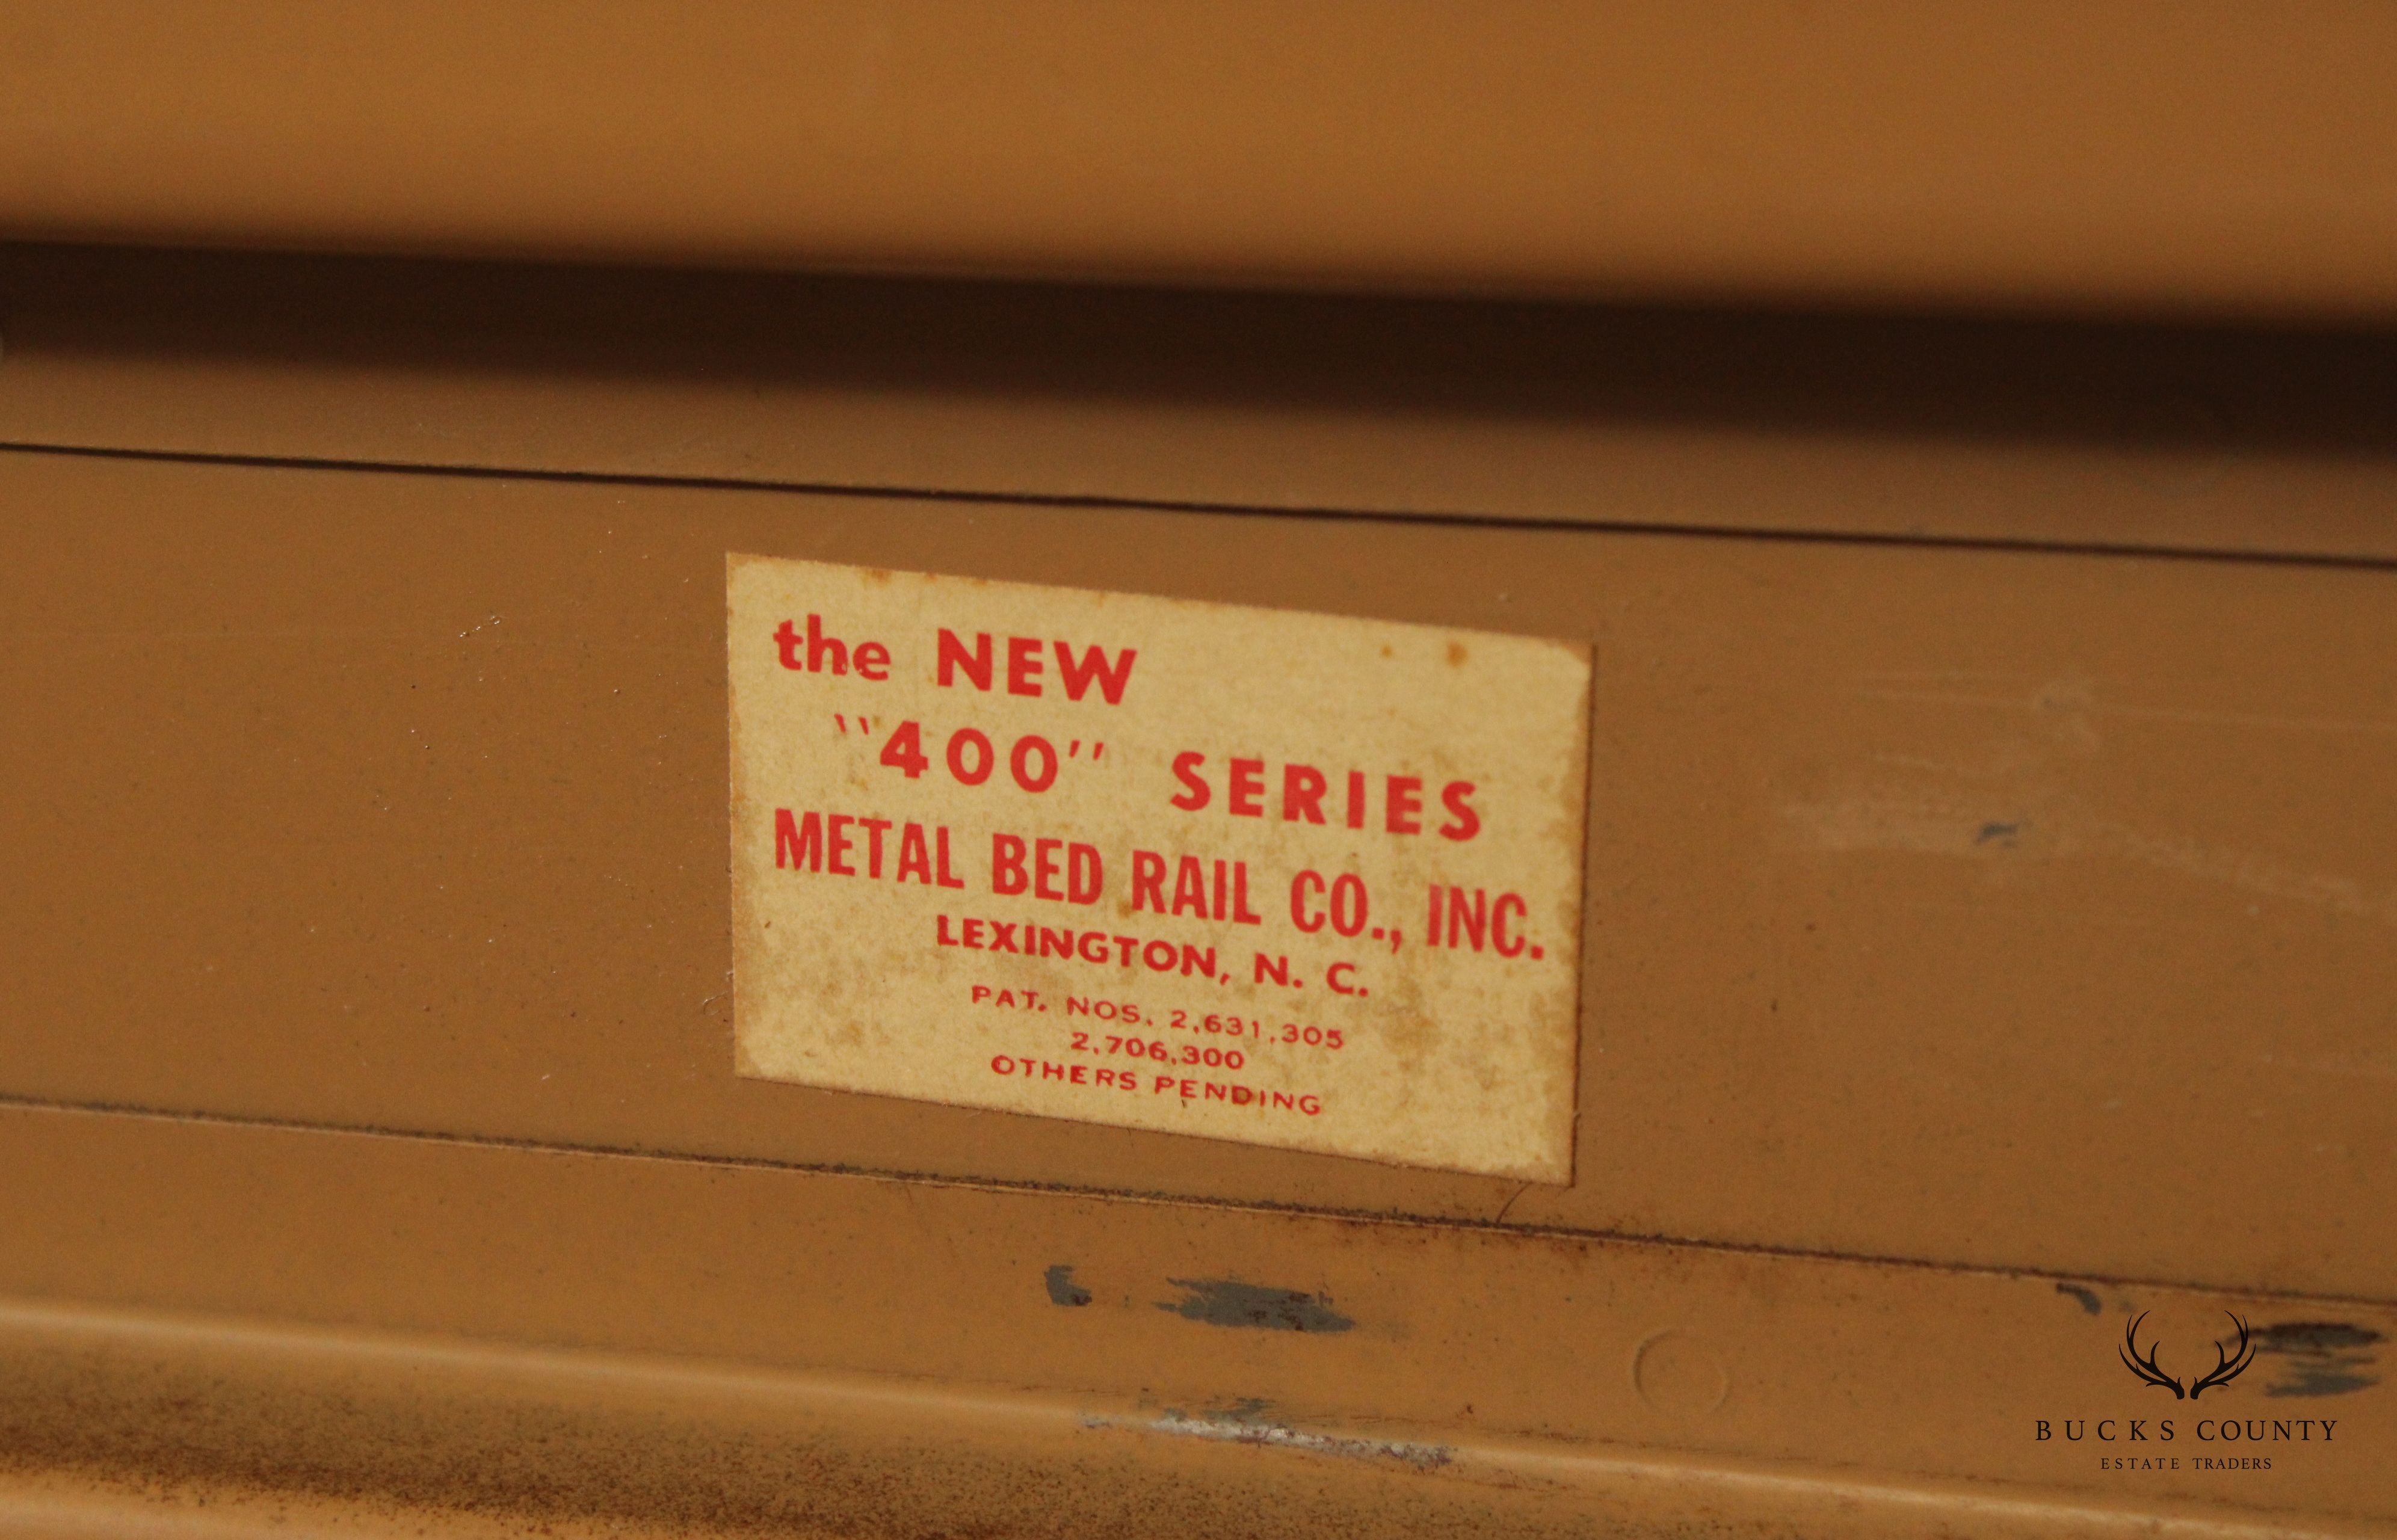 the NEW
"400" SERIES
METAL BED RAIL CO., INC.
LEXINGTON, N. C.
PAT. NOS. 2,631,305
2,706,300
OTHERS PENDING
BUCKS COUNTY
ESTATE TRADERS